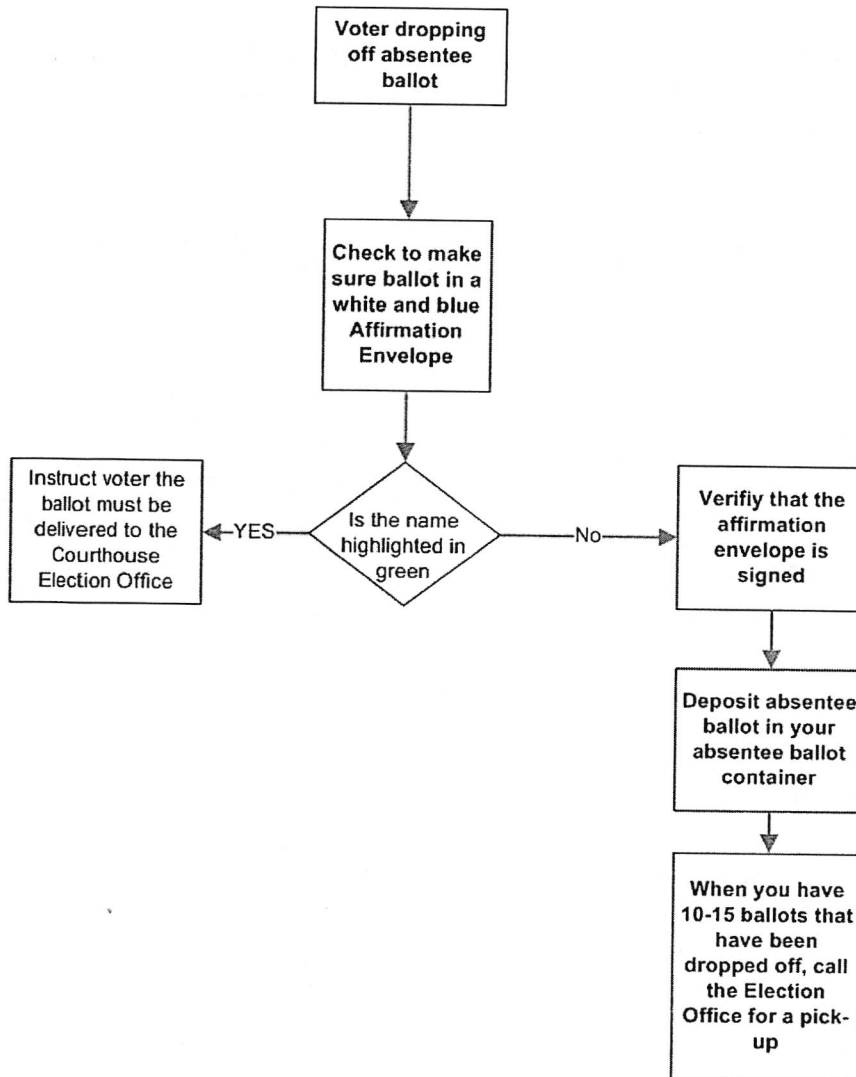 Voter dropping
off absentee
ballot
Check to make
sure ballot in a
white and blue
Affirmation
Envelope
Is the name
highlighted in
green
YES
Instruct voter the
ballot must be
delivered to the
Courthouse
Election Office
No
Verifiy that the
affirmation
envelope is
signed
Deposit absentee
ballot in your
absentee ballot
container
When you have
10-15 ballots that
have been
dropped off, call
the Election
Office for a pick-
up